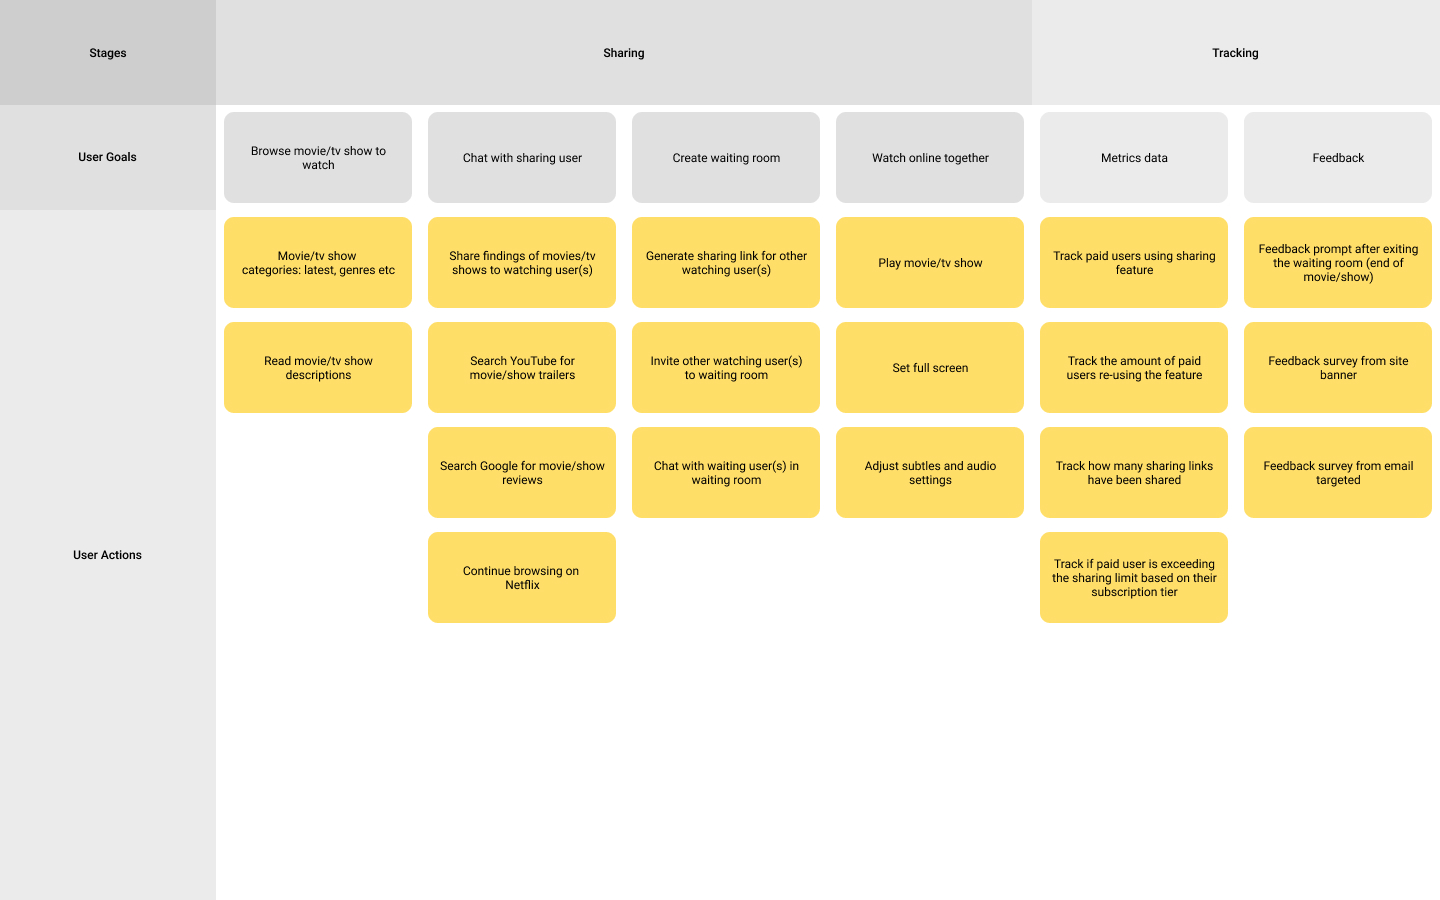 Stages
Sharing
Tracking
User Goals
Browse movie/tv show to
watch
Chat with sharing user
Create waiting room
Watch online together
Metrics data
Feedback
User Actions
Movie/tv show
categories: latest, genres etc
Share findings of movies/tv
shows to watching user(s)
Generate sharing link for other
watching user(s)
Play movie/tv show
Track paid users using sharing
feature
Feedback prompt after exiting
the waiting room (end of
movie/show)
Read movie/tv show
descriptions
Search YouTube for
movie/show trailers
Invite other watching user(s)
to waiting room
Set full screen
Track the amount of paid
users re-using the feature
Feedback survey from site
banner
Search Google for movie/show
reviews
Chat with waiting user(s) in
waiting room
Adjust subtles and audio
settings
Track how many sharing links
have been shared
Feedback survey from email
targeted
Continue browsing on
Netflix
Track if paid user is exceeding
the sharing limit based on their
subscription tier